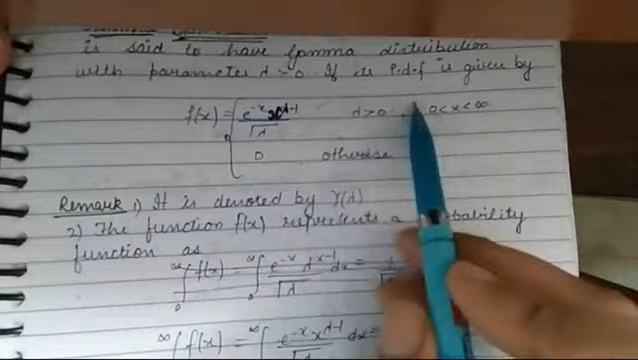 is said to have Gamma distribution
with parameter λ > 0 If its P.d.f is given by
f(x) = { e^-x x^λ-1 / Γλ    λ>0    0<x<∞
0    otherwise
Remark 1) It is denoted by γ(λ)
2) The function f(x) represents a
function as
∫0^∞ f(x) = ∫0^∞ e^-x λ^x-1 / Γλ dx =
∞∫ f(x) = ∞∫ e^-x x^λ-1 / Γλ dx =